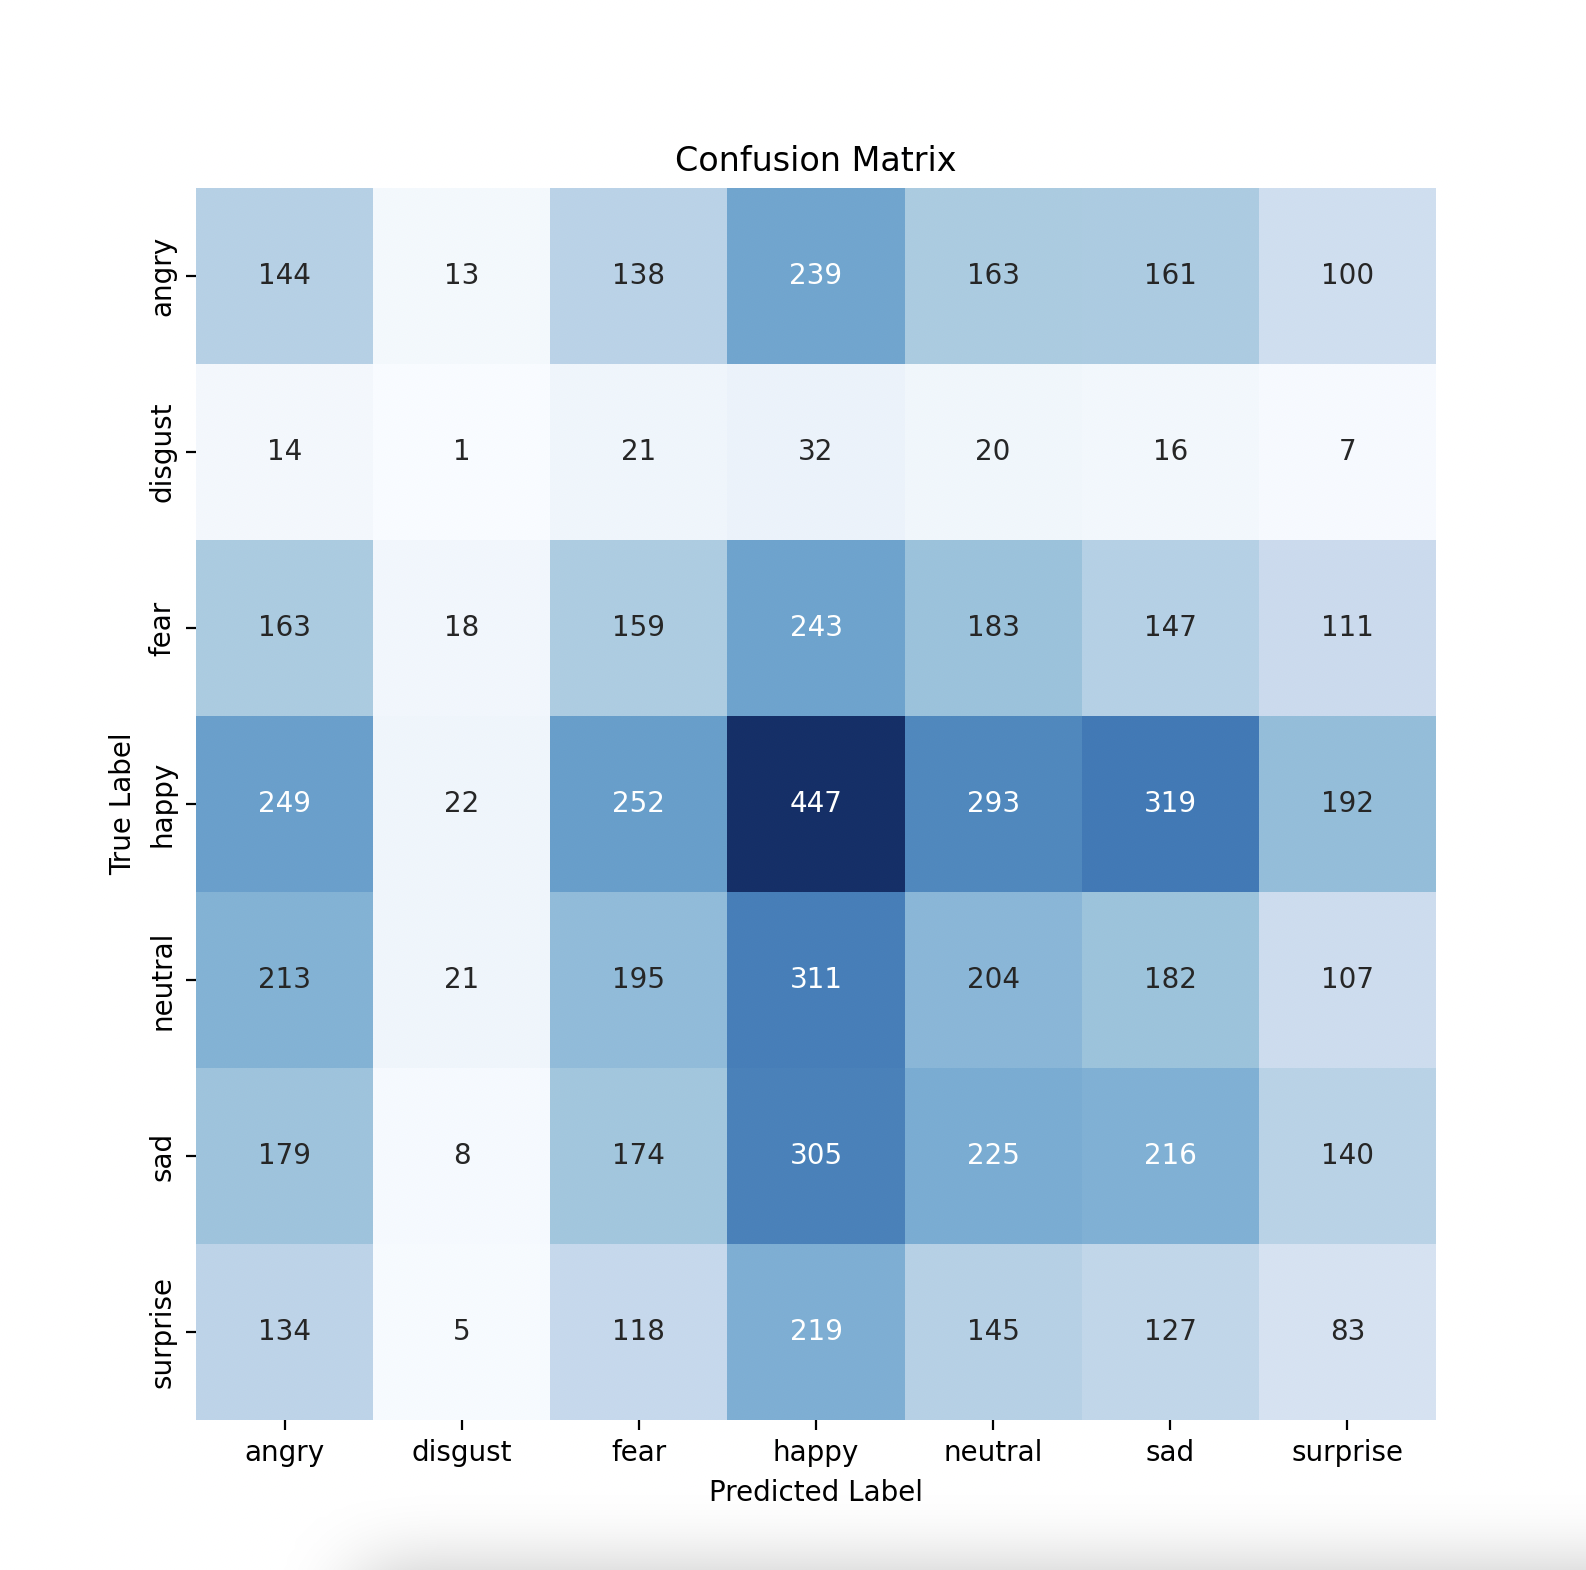 Confusion Matrix
angry 144 13 138 239 163 161 100
disgust 14 1 21 32 20 16 7
fear 163 18 159 243 183 147 111
True Label
happy 249 22 252 447 293 319 192
neutral 213 21 195 311 204 182 107
sad 179 8 174 305 225 216 140
surprise 134 5 118 219 145 127 83
angry disgust fear happy neutral sad surprise
Predicted Label